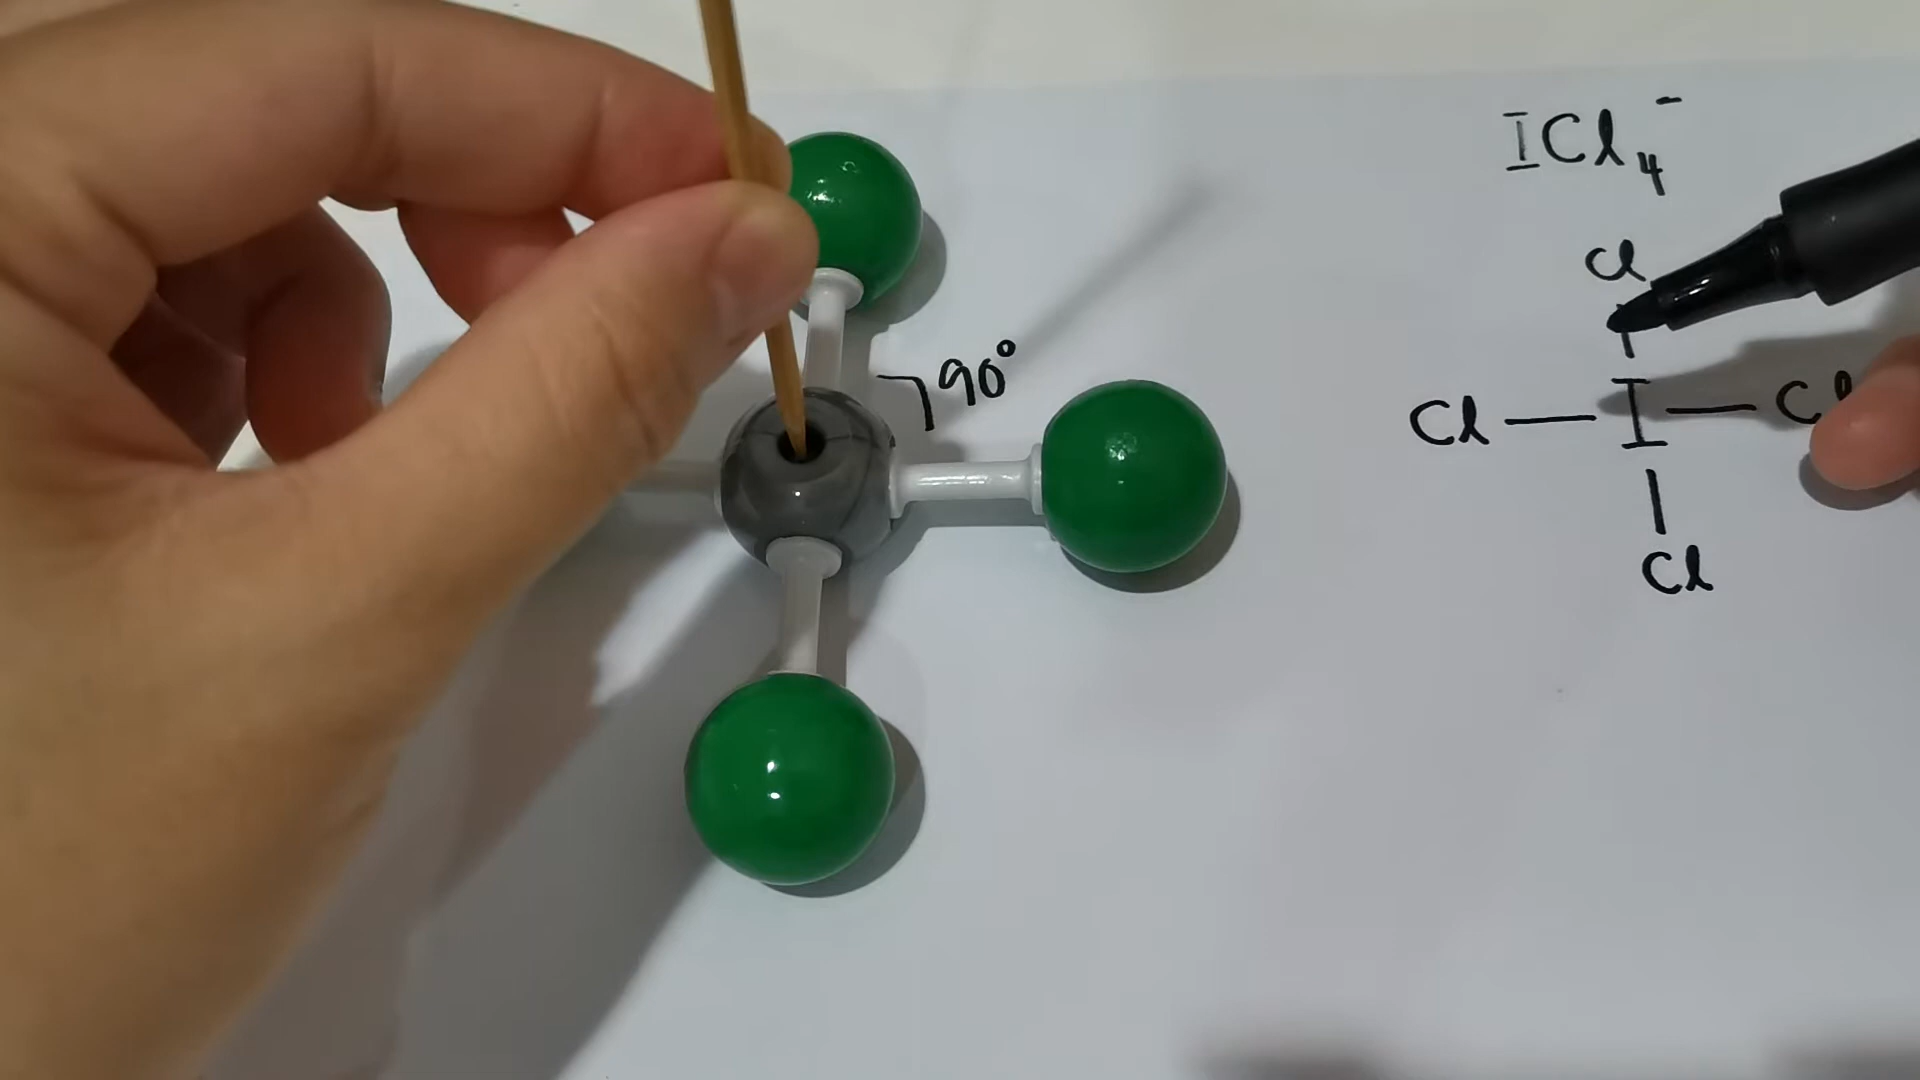 ICl₄⁻
Cl
90°
Cl — I — Cl
Cl